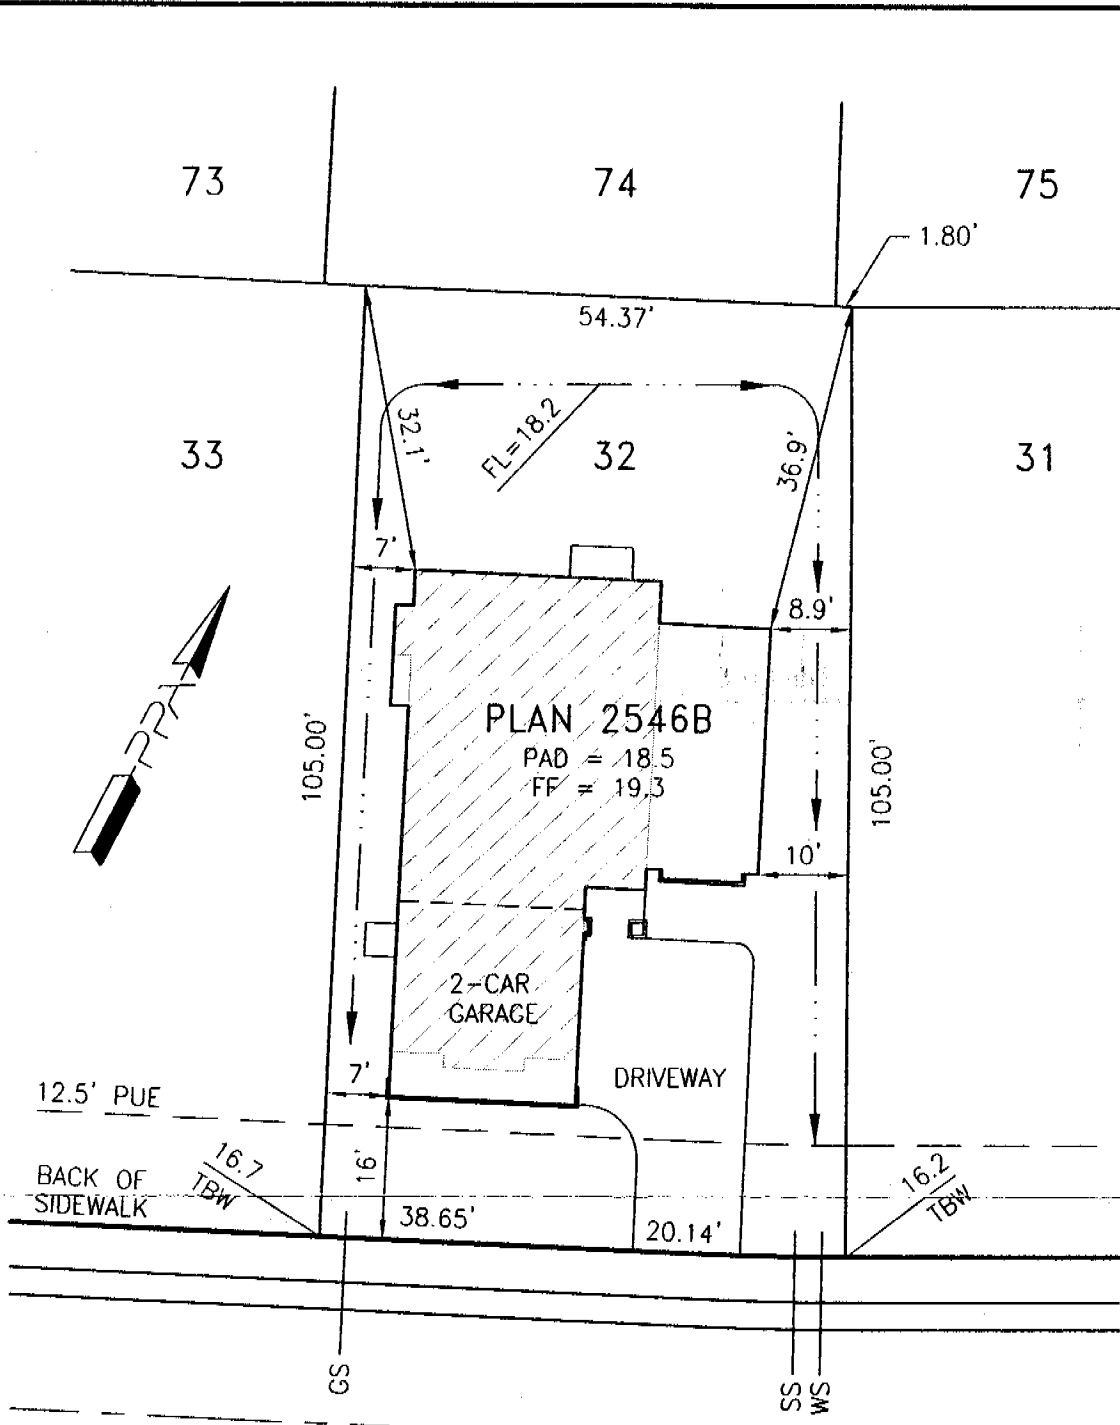 73
74
75
1.80'
54.37'
32.1'
FL=18.2
36.9'
33
32
31
7'
8.9'
PLAN 2546B
PAD = 18.5
FF = 19.3
105.00'
105.00'
10'
2-CAR
GARAGE
DRIVEWAY
7'
12.5' PUE
16.7
TBW
16'
16.2
TBW
BACK OF
SIDEWALK
38.65'
20.14'
GS
SS
WS